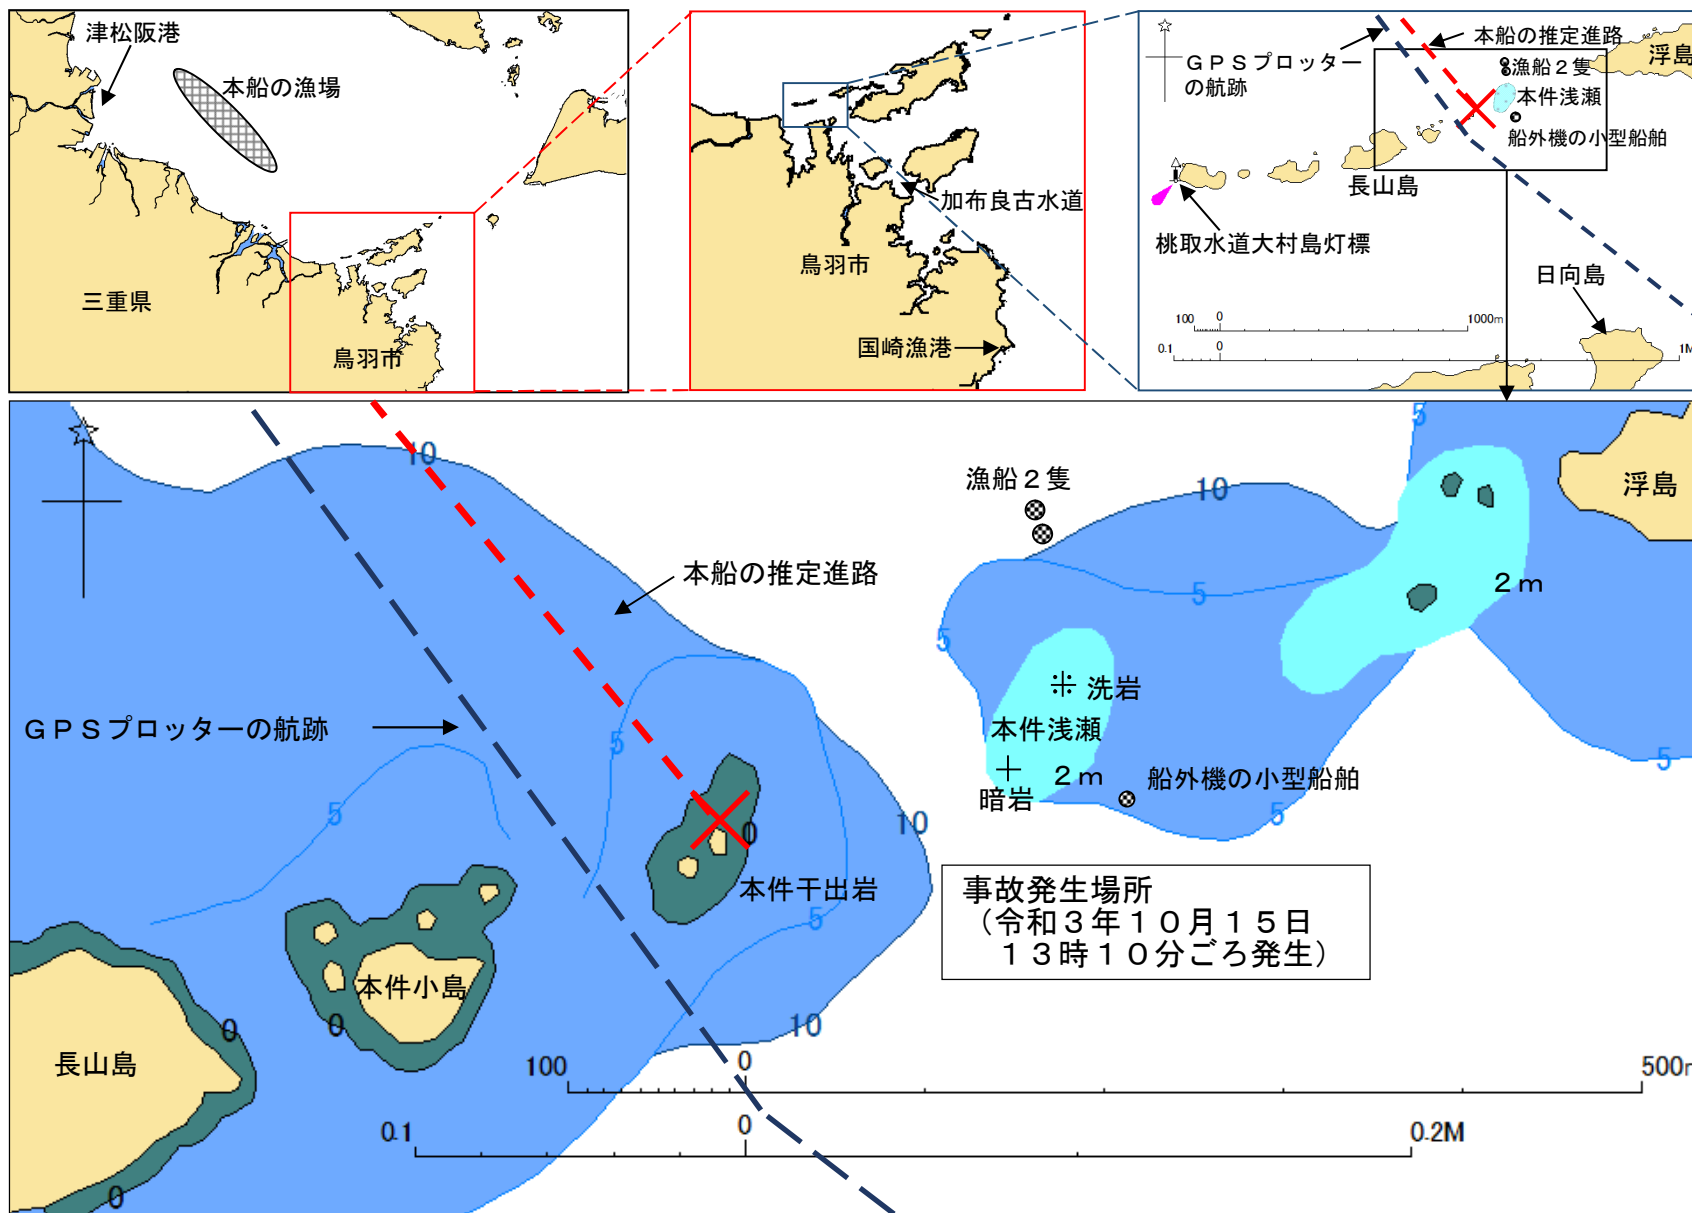 津松阪港
本船の漁場
三重県
鳥羽市
加布良古水道
鳥羽市
国崎漁港
GPSプロッター
の航跡
本船の推定進路
漁船2隻
浮島
本件浅瀬
船外機の小型船舶
長山島
桃取水道大村島灯標
日向島
100 0 1000m
0.1 0 1M
10
漁船2隻
10
5
浮島
本船の推定進路
5
2m
5
洗岩
GPSプロッターの航跡
5
本件浅瀬
5
2m
船外機の小型船舶
暗岩
5
5
10
0
本件干出岩
5
事故発生場所
(令和3年10月15日
13時10分ごろ発生)
本件小島
0
0
10
長山島
100 0 500m
0.1 0 0.2M
0